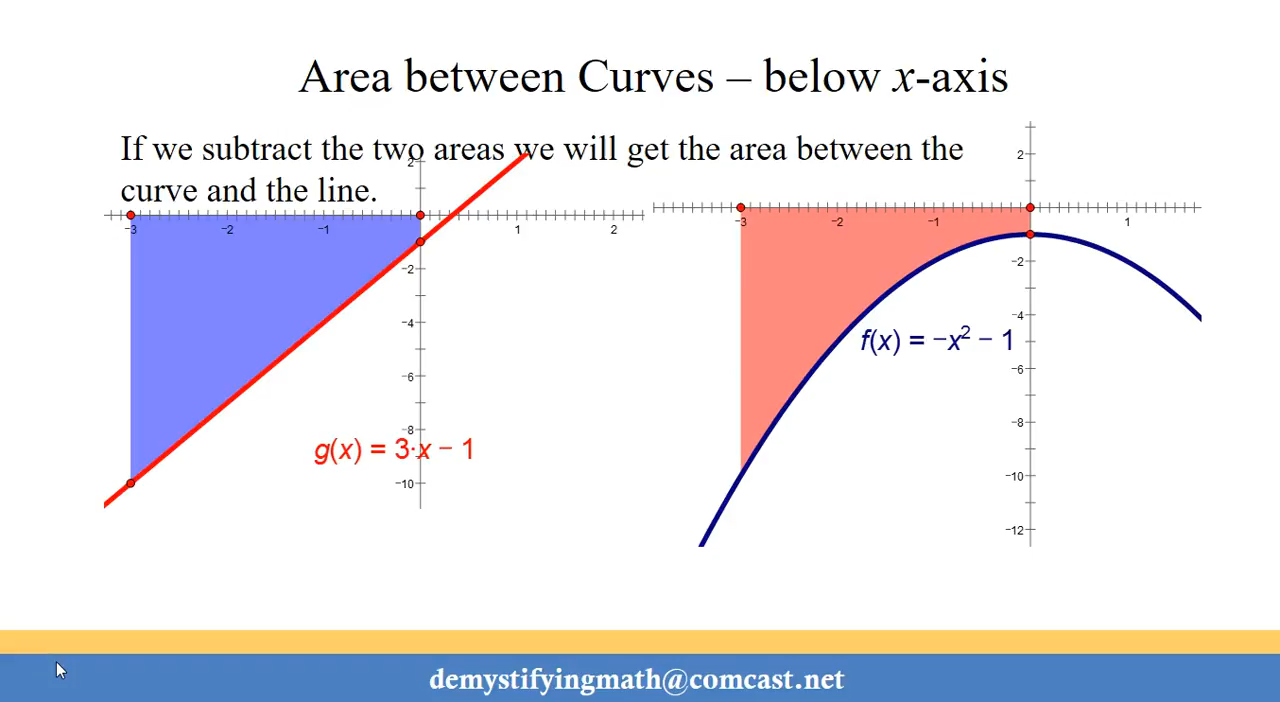 Area between Curves – below x-axis
If we subtract the two areas we will get the area between the
curve and the line.
2
−3 −2 −1 1 2
−2
−4
−6
−8
g(x) = 3·x − 1
−10
2
−3 −2 −1 1
−2
−4
f(x) = −x² − 1
−6
−8
−10
−12
demystifyingmath@comcast.net